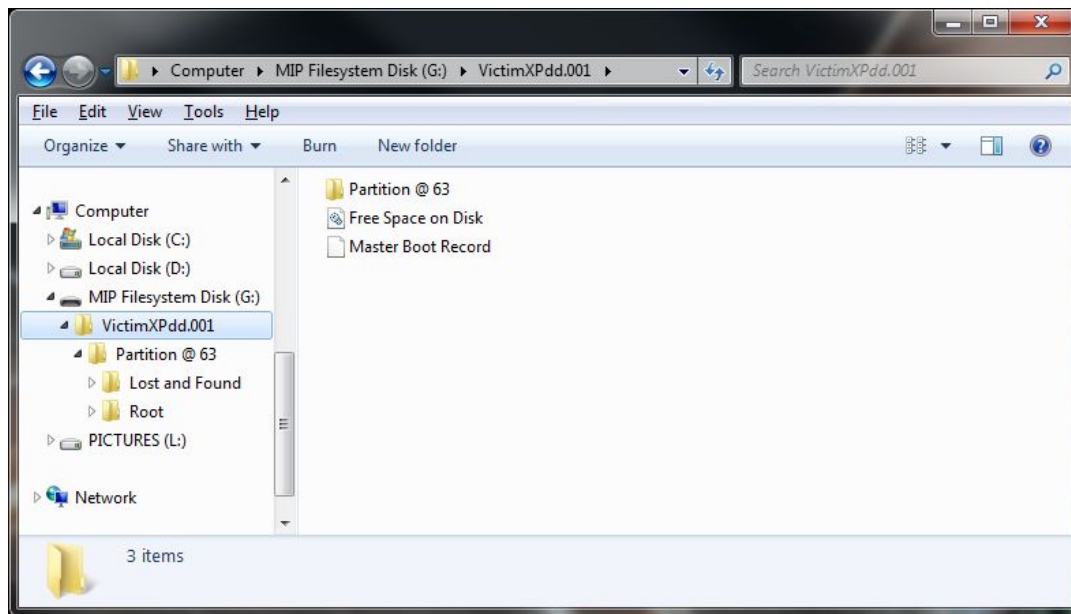 Computer MIP Filesystem Disk (G:) VictimXPdd.001 Search VictimXPdd.001
File Edit View Tools Help
Organize Share with Burn New folder
Computer
Local Disk (C:)
Local Disk (D:)
MIP Filesystem Disk (G:)
VictimXPdd.001
Partition @ 63
Lost and Found
Root
PICTURES (L:)
Network
Partition @ 63
Free Space on Disk
Master Boot Record
3 items